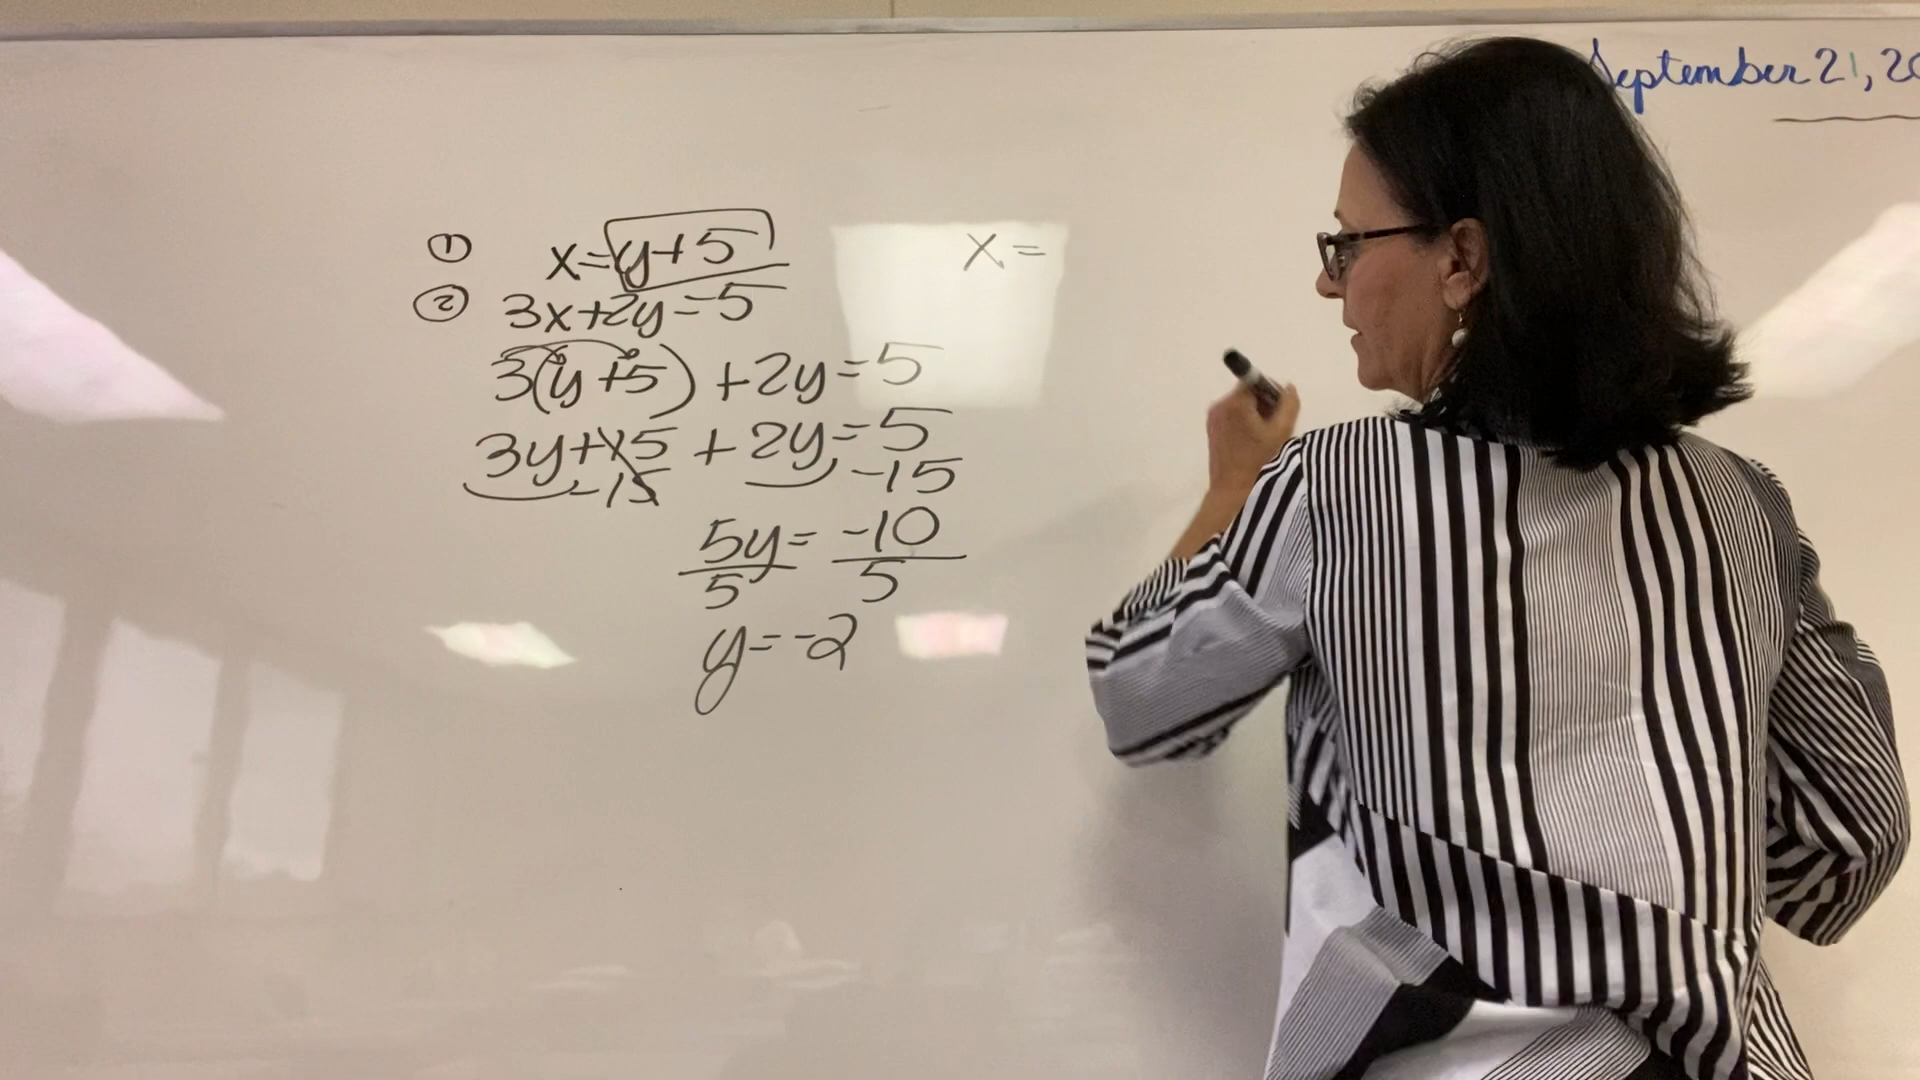 September 21, 20
① x=y+5
x=
② 3x+2y=5
3(y+5) +2y=5
3y+15 + 2y=5
-15 -15
5y= -10
5 5
y=-2